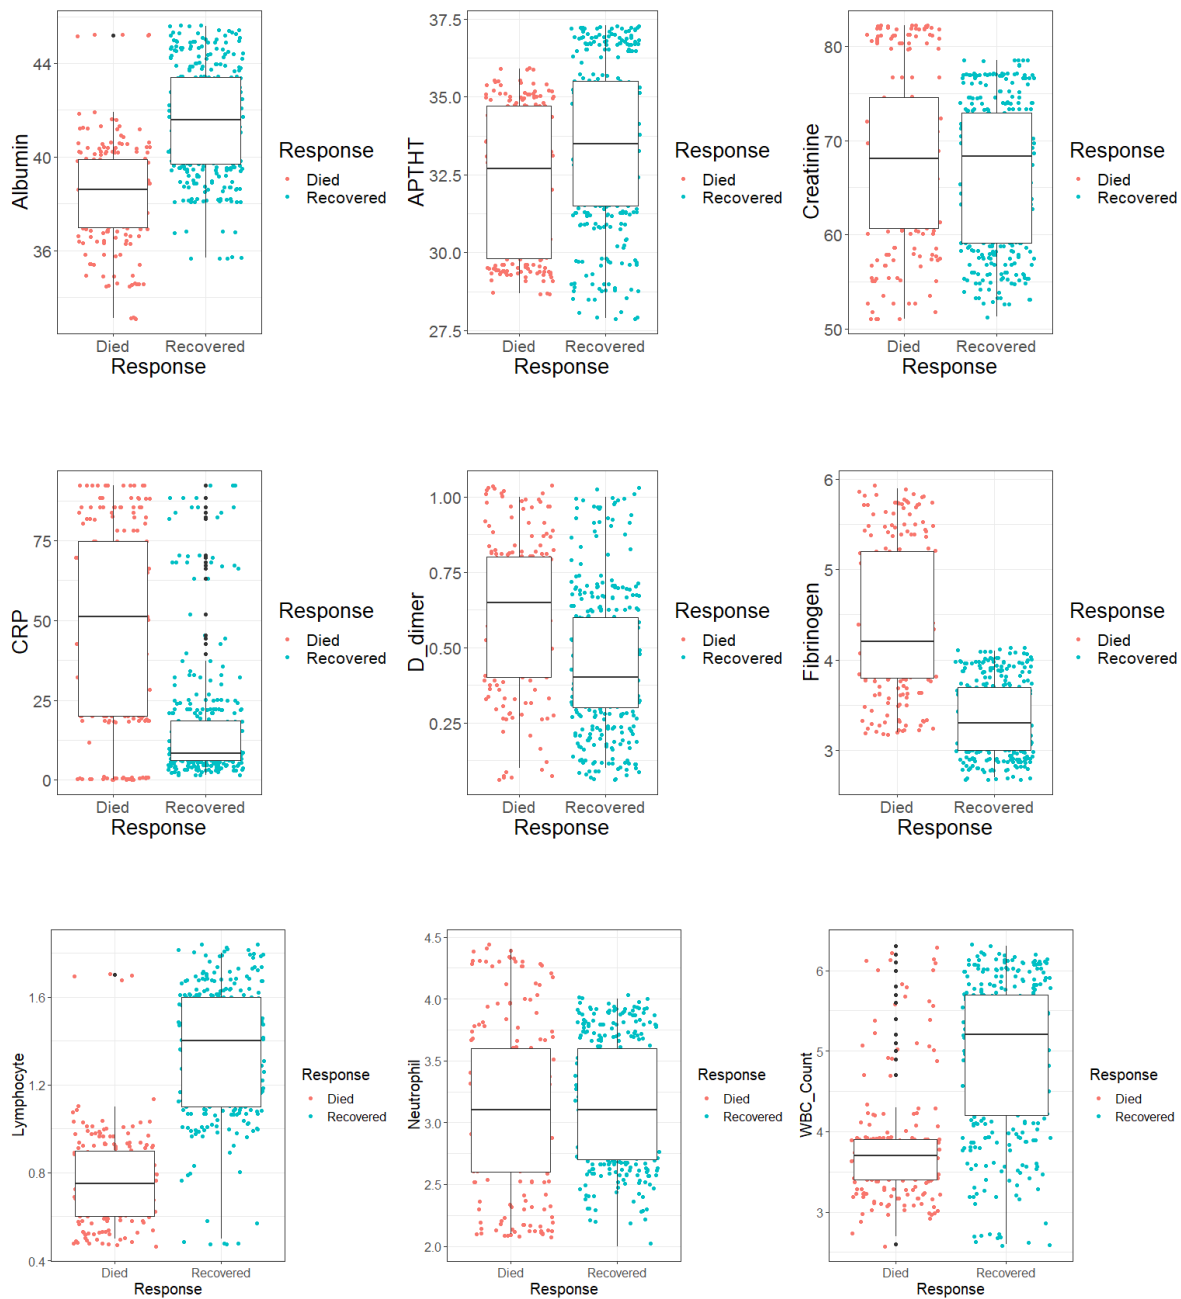 Albumin
44
40
36
Died Recovered
Response
Response
Died
Recovered
APTHT
37.5
35.0
32.5
30.0
27.5
Died Recovered
Response
Response
Died
Recovered
Creatinine
80
70
60
50
Died Recovered
Response
Response
Died
Recovered
CRP
75
50
25
0
Died Recovered
Response
Response
Died
Recovered
D_dimer
1.00
0.75
0.50
0.25
Died Recovered
Response
Response
Died
Recovered
Fibrinogen
6
5
4
3
Died Recovered
Response
Response
Died
Recovered
Lymphocyte
1.6
1.2
0.8
0.4
Died Recovered
Response
Response
Died
Recovered
Neutrophil
4.5
4.0
3.5
3.0
2.5
2.0
Died Recovered
Response
Response
Died
Recovered
WBC_Count
6
5
4
3
Died Recovered
Response
Response
Died
Recovered